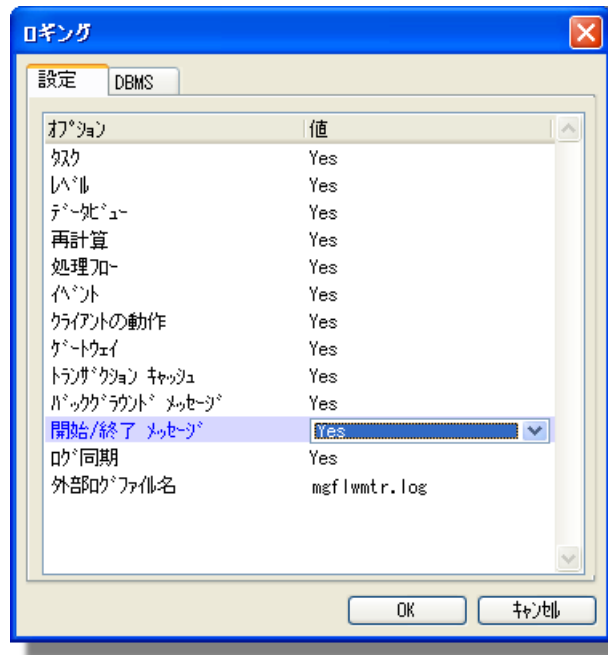 ロギング
設定 DBMS
ｵﾌﾟｼｮﾝ 値
ﾀｽｸ Yes
ﾚﾍﾞﾙ Yes
ﾃﾞｰﾀﾋﾞｭｰ Yes
再計算 Yes
処理ﾌﾛｰ Yes
ｲﾍﾞﾝﾄ Yes
ｸﾗｲｱﾝﾄの動作 Yes
ｹﾞｰﾄｳｪｲ Yes
ﾄﾗﾝｻﾞｸｼｮﾝ ｷｬｯｼｭ Yes
ﾊﾞｯｸｸﾞﾗｳﾝﾄﾞ ﾒｯｾｰｼﾞ Yes
開始/終了 ﾒｯｾｰｼﾞ Yes
ﾛｸﾞ同期 Yes
外部ﾛｸﾞﾌｧｲﾙ名 mgflwmtr.log
OK ｷｬﾝｾﾙ